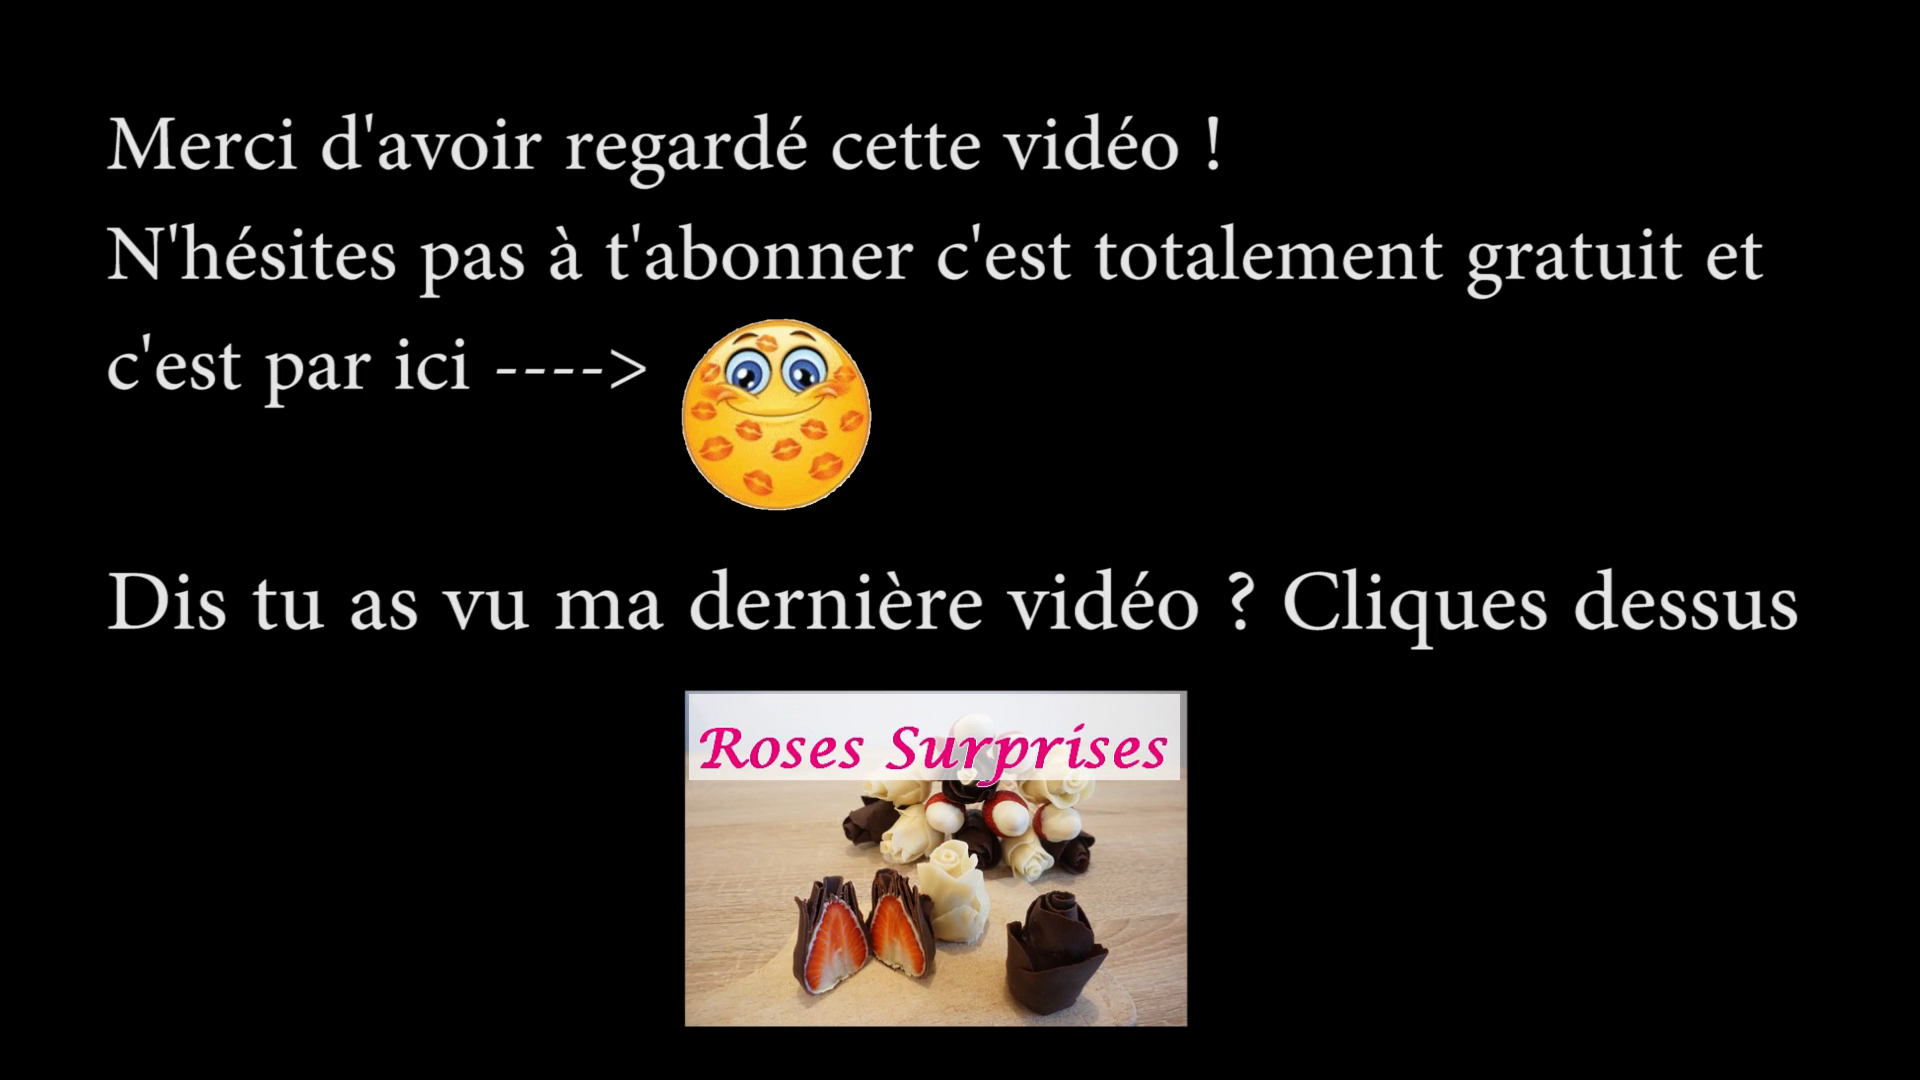 Merci d'avoir regardé cette vidéo !
N'hésites pas à t'abonner c'est totalement gratuit et
c'est par ici ---->
Dis tu as vu ma dernière vidéo ? Cliques dessus
Roses Surprises